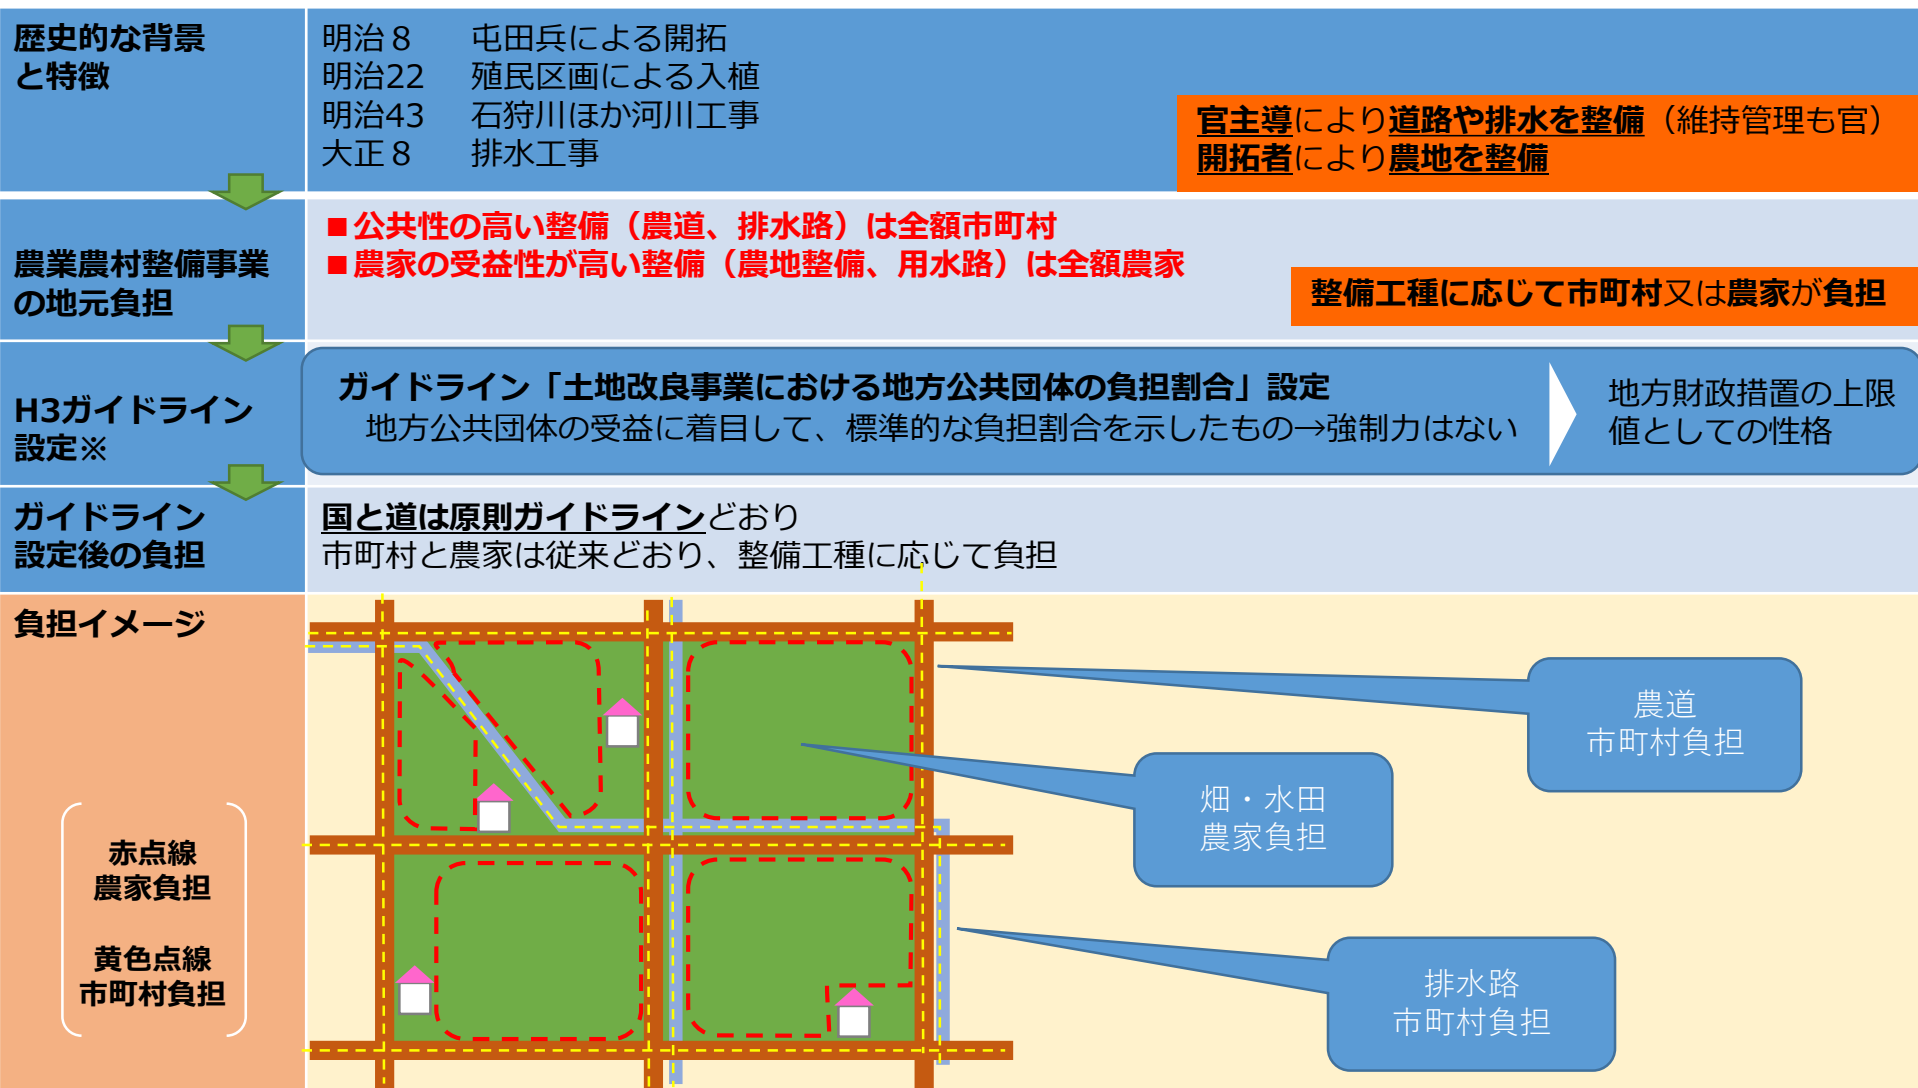 歴史的な背景
と特徴
明治８　屯田兵による開拓
明治22　殖民区画による入植
明治43　石狩川ほか河川工事
大正８　排水工事
官主導により道路や排水を整備（維持管理も官）
開拓者により農地を整備
農業農村整備事業
の地元負担
■公共性の高い整備（農道、排水路）は全額市町村
■農家の受益性が高い整備（農地整備、用水路）は全額農家
整備工種に応じて市町村又は農家が負担
H3ガイドライン
設定※
ガイドライン「土地改良事業における地方公共団体の負担割合」設定
地方公共団体の受益に着目して、標準的な負担割合を示したもの→強制力はない
地方財政措置の上限
値としての性格
ガイドライン
設定後の負担
国と道は原則ガイドラインどおり
市町村と農家は従来どおり、整備工種に応じて負担
負担イメージ
赤点線
農家負担
黄色点線
市町村負担
農道
市町村負担
畑・水田
農家負担
排水路
市町村負担